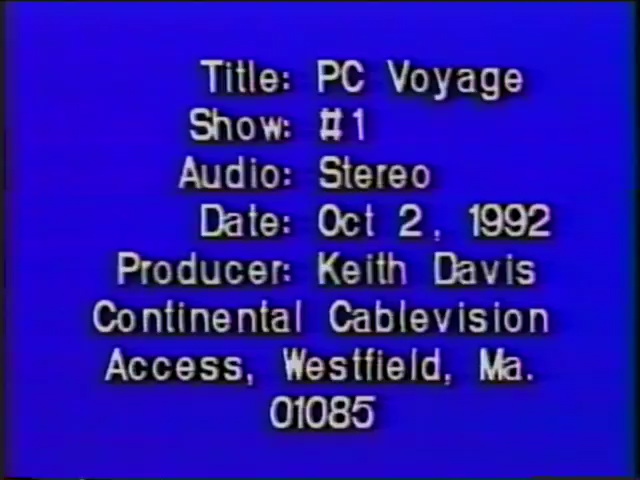 Title: PC Voyage
Show: #1
Audio: Stereo
Date: Oct 2, 1992
Producer: Keith Davis
Continental Cablevision
Access, Westfield, Ma.
01085